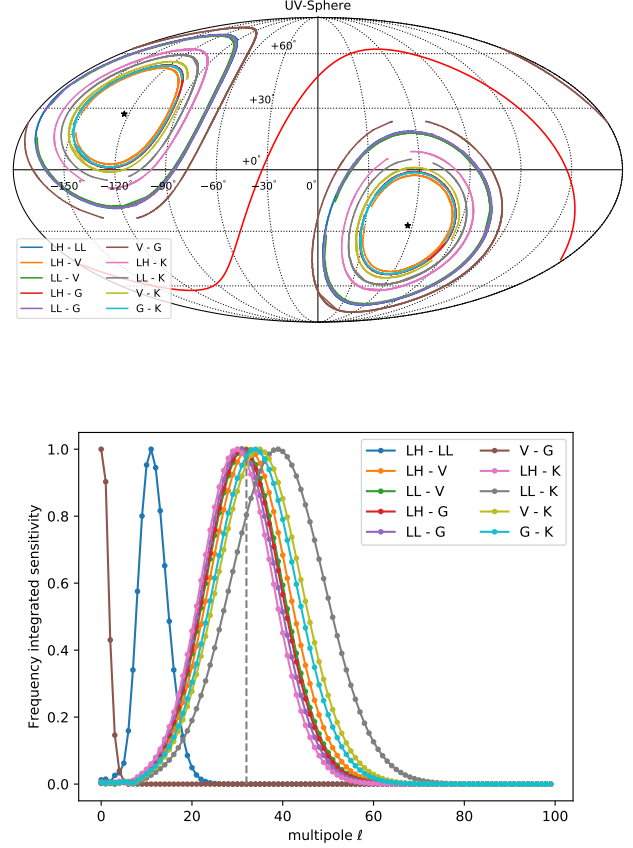 UV-Sphere
+60°
+30°
+0°
−150° −120° −90° −60° −30° 0°
LH - LL V - G
LH - V LH - K
LL - V LL - K
LH - G V - K
LL - G G - K
1.0
0.8
0.6
0.4
0.2
0.0
Frequency integrated sensitivity
LH - LL V - G
LH - V LH - K
LL - V LL - K
LH - G V - K
LL - G G - K
0 20 40 60 80 100
multipole ℓ